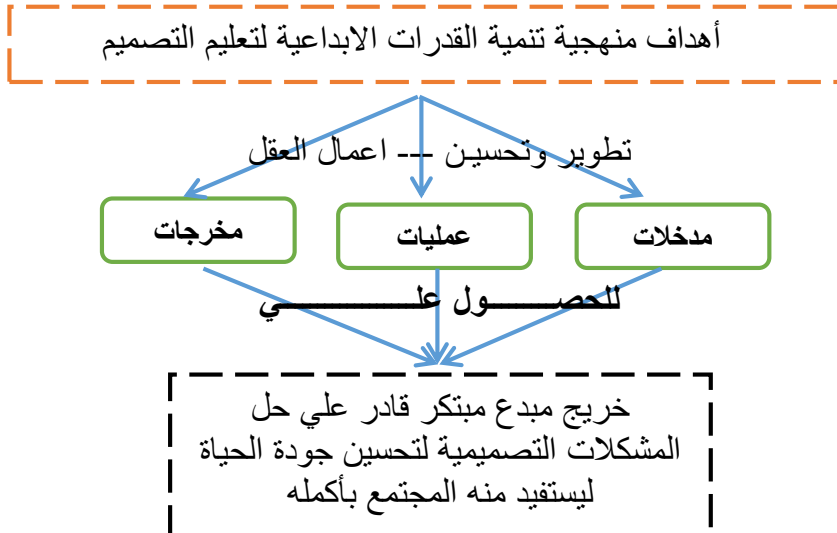 أهداف منهجية تنمية القدرات الابداعية لتعليم التصميم
تطوير وتحسين --- اعمال العقل
مدخلات
عمليات
مخرجات
للحصـــــــول علـــــــــــــي
خريج مبدع مبتكر قادر علي حل
المشكلات التصميمية لتحسين جودة الحياة
ليستفيد منه المجتمع بأكمله